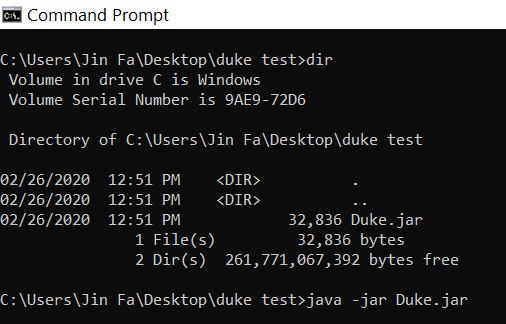 Command Prompt
C:\Users\Jin Fa\Desktop\duke test>dir
 Volume in drive C is Windows
 Volume Serial Number is 9AE9-72D6
 Directory of C:\Users\Jin Fa\Desktop\duke test
02/26/2020  12:51 PM    <DIR>          .
02/26/2020  12:51 PM    <DIR>          ..
02/26/2020  12:51 PM            32,836 Duke.jar
               1 File(s)         32,836 bytes
               2 Dir(s)  261,771,067,392 bytes free
C:\Users\Jin Fa\Desktop\duke test>java -jar Duke.jar